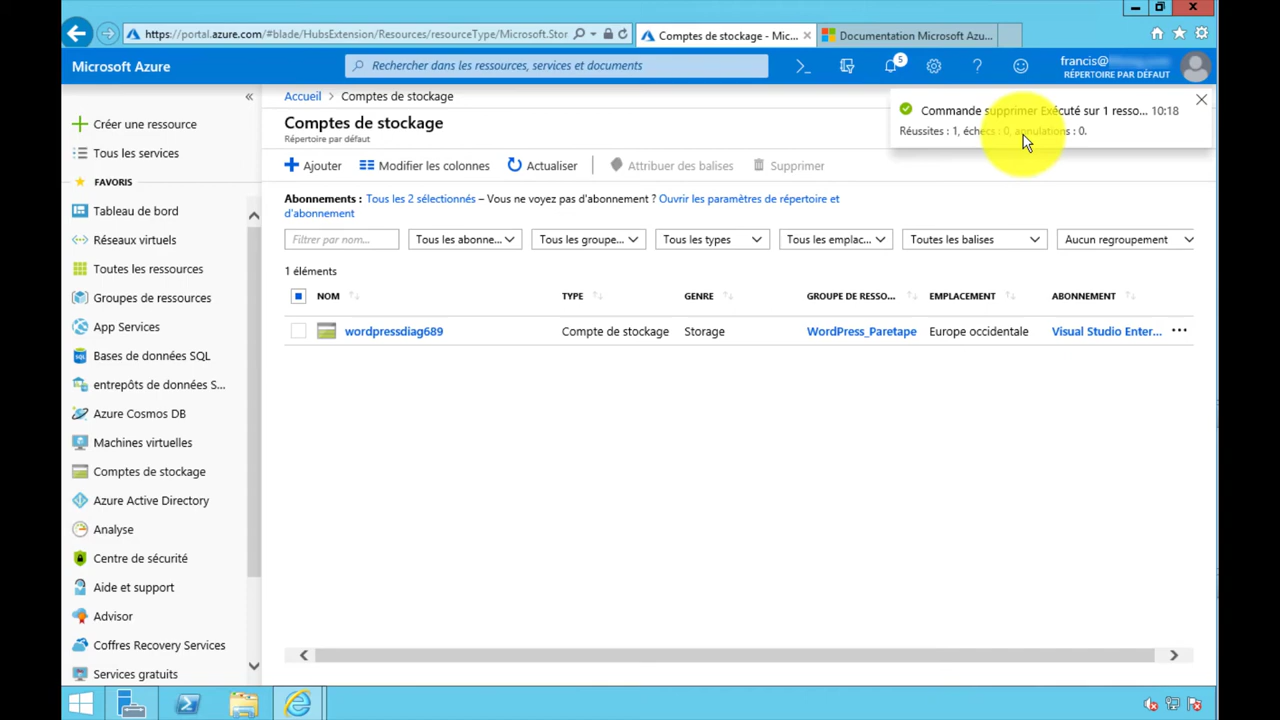 https://portal.azure.com/#blade/HubsExtension/Resources/resourceType/Microsoft.Stor
Comptes de stockage - Mic...
Documentation Microsoft Azu...
Microsoft Azure
Rechercher dans les ressources, services et documents
5
francis@
RÉPERTOIRE PAR DÉFAUT
Accueil > Comptes de stockage
Commande supprimer Exécuté sur 1 resso... 10:18
Réussites : 1, échecs : 0, annulations : 0.
Comptes de stockage
Répertoire par défaut
Ajouter
Modifier les colonnes
Actualiser
Attribuer des balises
Supprimer
Abonnements : Tous les 2 sélectionnés – Vous ne voyez pas d'abonnement ? Ouvrir les paramètres de répertoire et
d'abonnement
Filtrer par nom...
Tous les abonne...
Tous les groupe...
Tous les types
Tous les emplac...
Toutes les balises
Aucun regroupement
1 éléments
NOM
TYPE
GENRE
GROUPE DE RESSO...
EMPLACEMENT
ABONNEMENT
wordpressdiag689
Compte de stockage
Storage
WordPress_Paretape
Europe occidentale
Visual Studio Enter...
Créer une ressource
Tous les services
FAVORIS
Tableau de bord
Réseaux virtuels
Toutes les ressources
Groupes de ressources
App Services
Bases de données SQL
entrepôts de données S...
Azure Cosmos DB
Machines virtuelles
Comptes de stockage
Azure Active Directory
Analyse
Centre de sécurité
Aide et support
Advisor
Coffres Recovery Services
Services gratuits